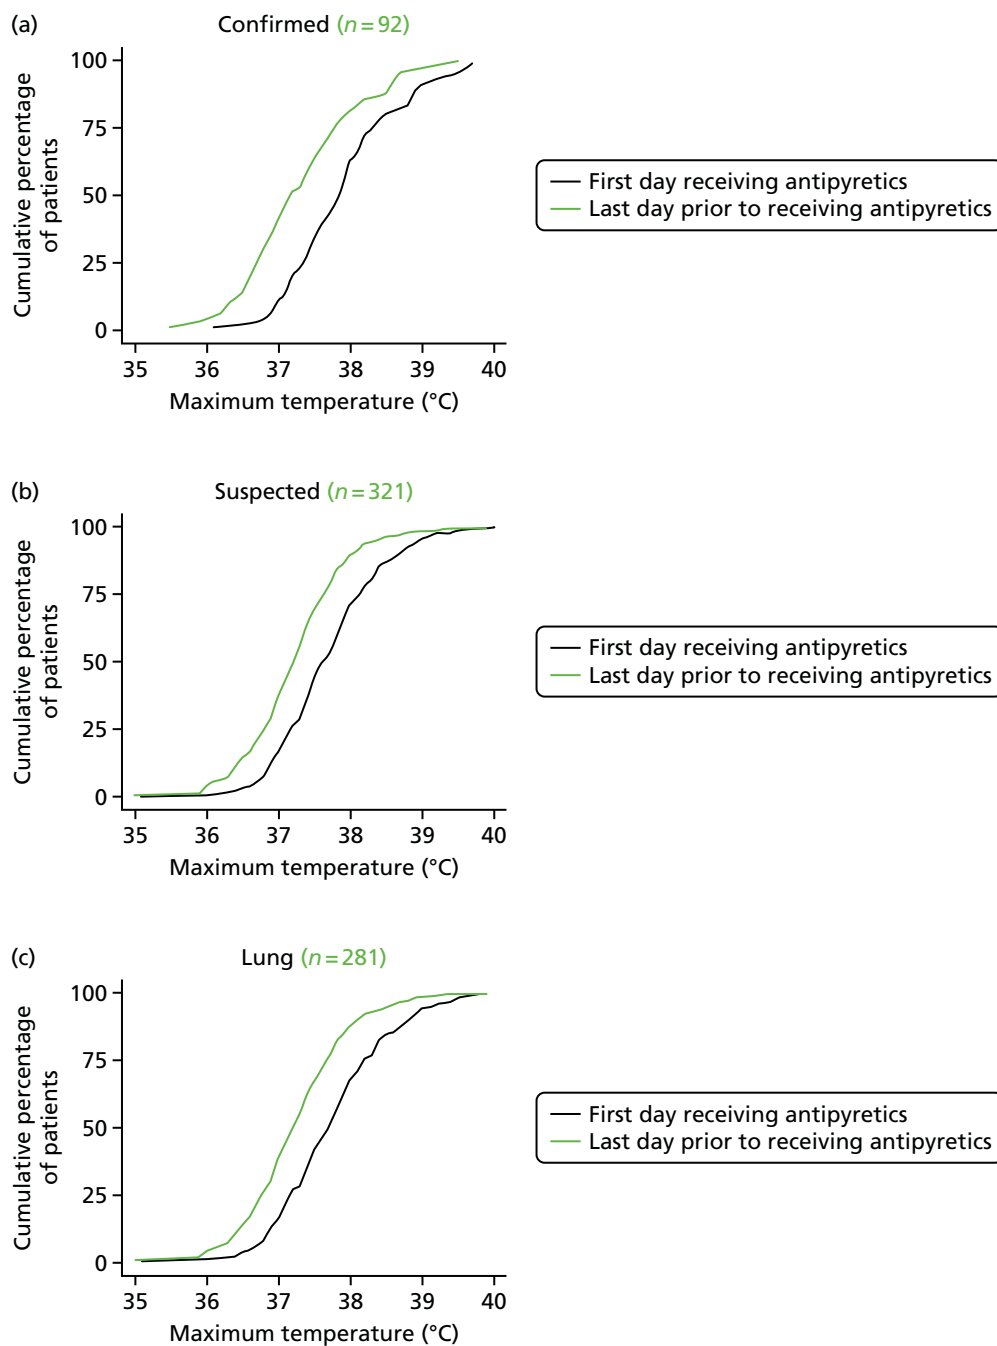 (a)
Confirmed (n=92)
Cumulative percentage
of patients
100
75
50
25
0
35 36 37 38 39 40
Maximum temperature (°C)
First day receiving antipyretics
Last day prior to receiving antipyretics
(b)
Suspected (n=321)
Cumulative percentage
of patients
100
75
50
25
0
35 36 37 38 39 40
Maximum temperature (°C)
First day receiving antipyretics
Last day prior to receiving antipyretics
(c)
Lung (n=281)
Cumulative percentage
of patients
100
75
50
25
0
35 36 37 38 39 40
Maximum temperature (°C)
First day receiving antipyretics
Last day prior to receiving antipyretics